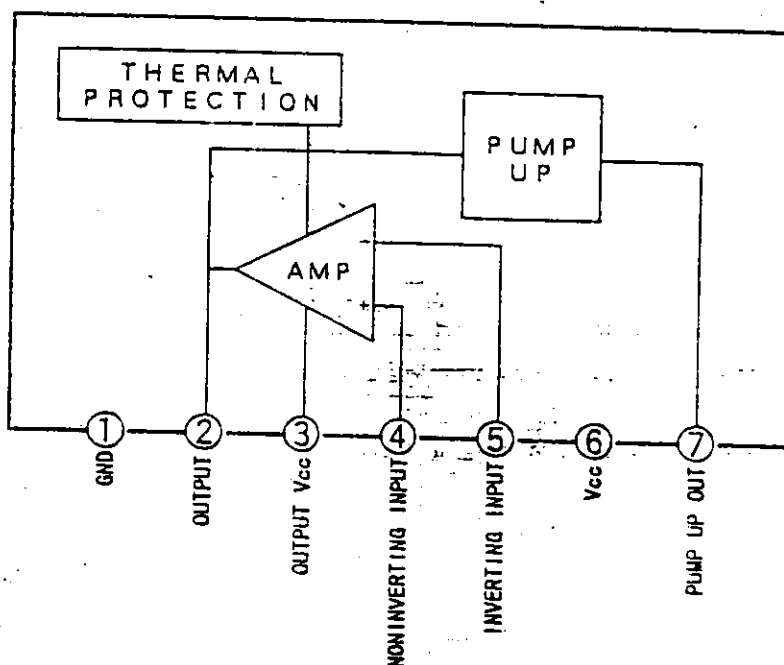 THERMAL
PROTECTION
PUMP
UP
AMP
−
+
1 2 3 4 5 6 7
GND
OUTPUT
OUTPUT Vcc
NONINVERTING INPUT
INVERTING INPUT
Vcc
PUMP UP OUT